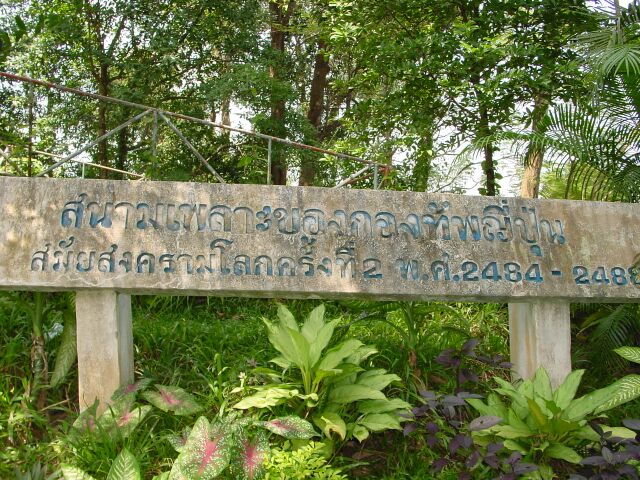 สนามเพลาะของกองทัพญี่ปุ่น
สมัยสงครามโลกครั้งที่2 พ.ศ.2484 - 2488